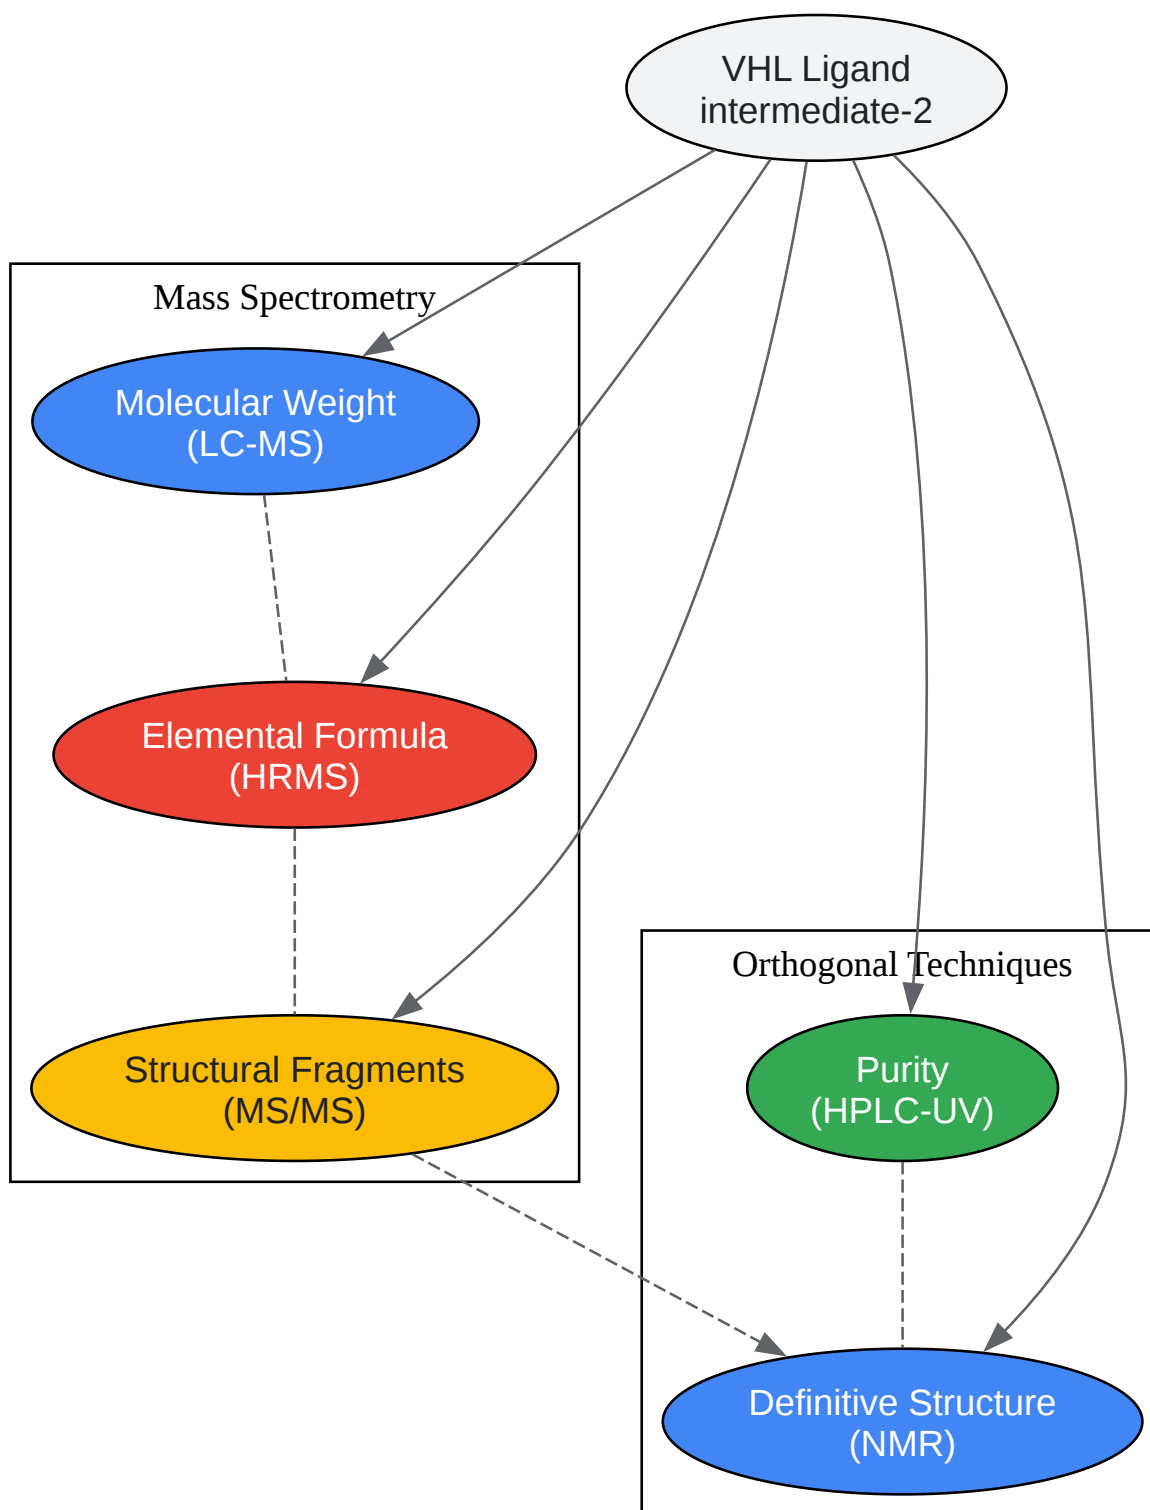 VHL Ligand
intermediate-2
Mass Spectrometry
Molecular Weight
(LC-MS)
Elemental Formula
(HRMS)
Structural Fragments
(MS/MS)
Orthogonal Techniques
Purity
(HPLC-UV)
Definitive Structure
(NMR)